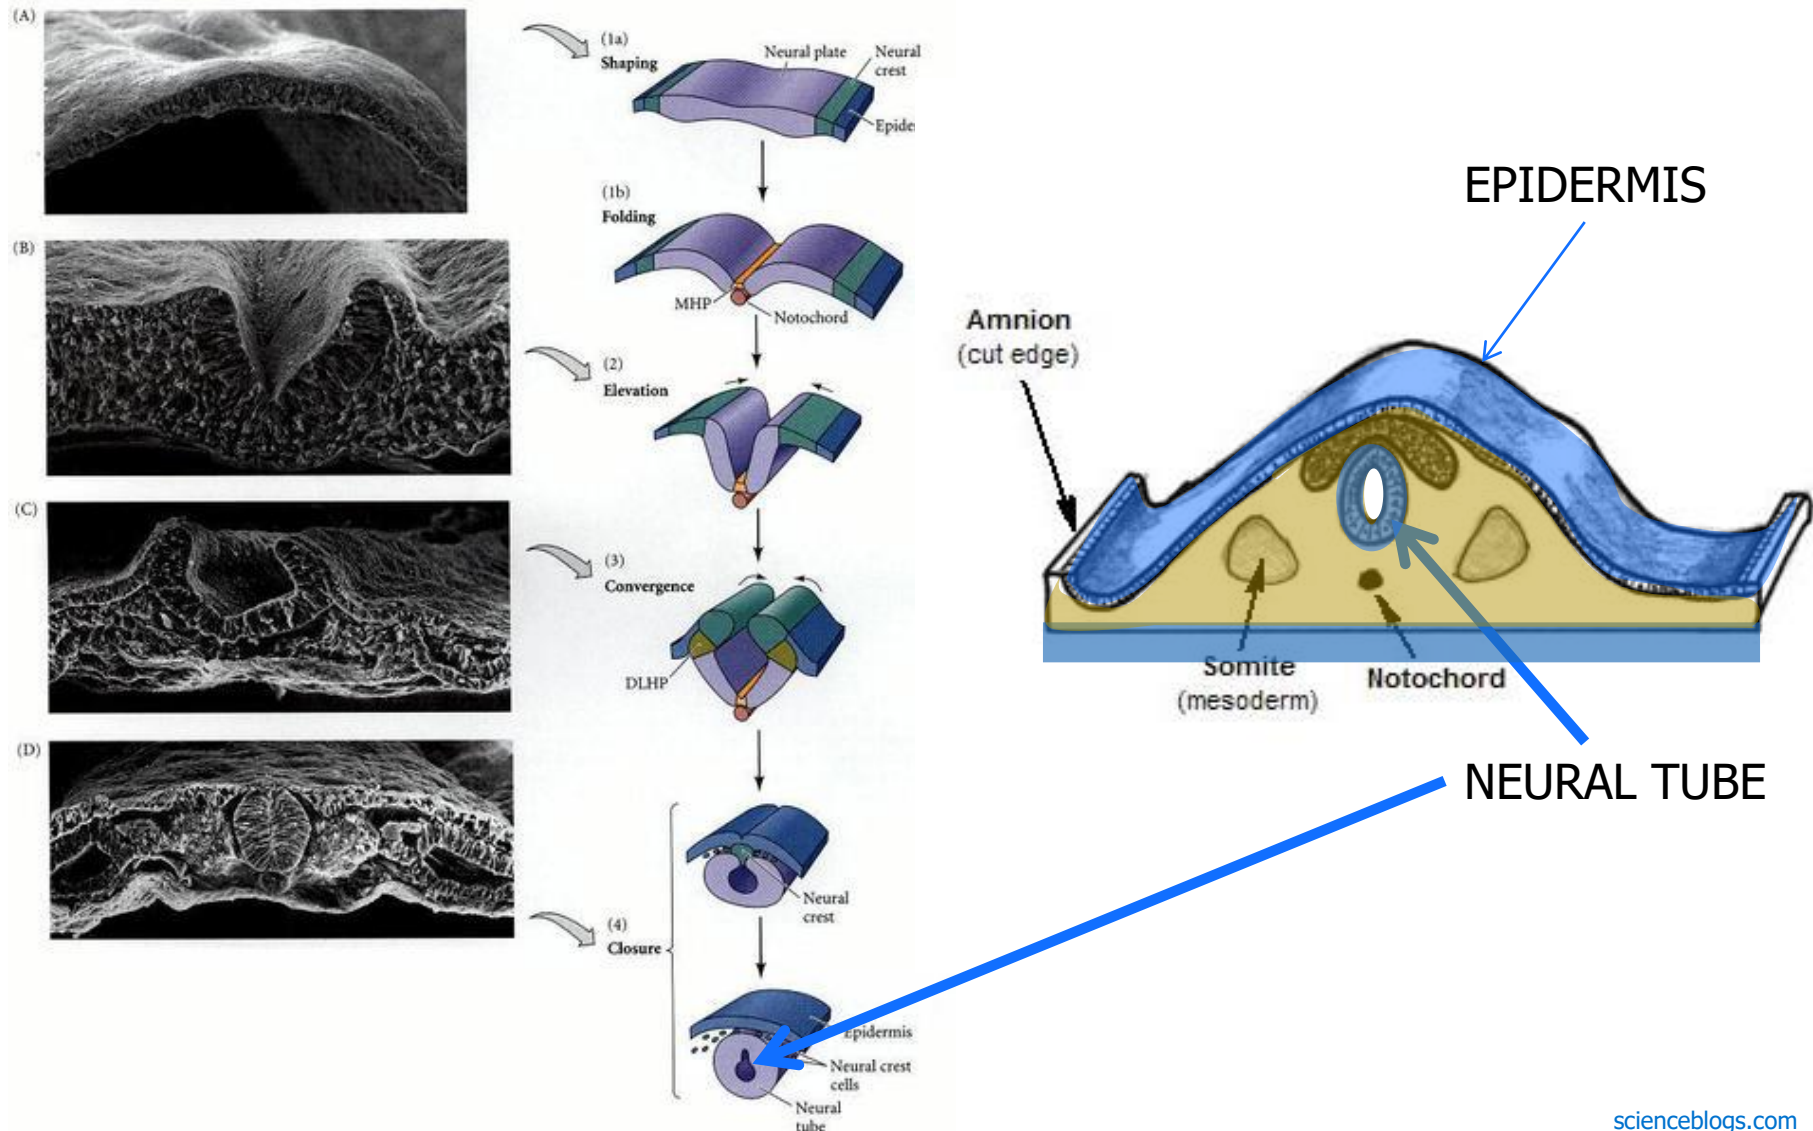 (A)
(1a)
Shaping
Neural plate
Neural
crest
Epide
(1b)
Folding
MHP
Notochord
(B)
(2)
Elevation
(C)
(3)
Convergence
DLHP
(D)
Neural
crest
(4)
Closure
Epidermis
Neural crest
cells
Neural
tube
EPIDERMIS
Amnion
(cut edge)
Somite
(mesoderm)
Notochord
NEURAL TUBE
scienceblogs.com